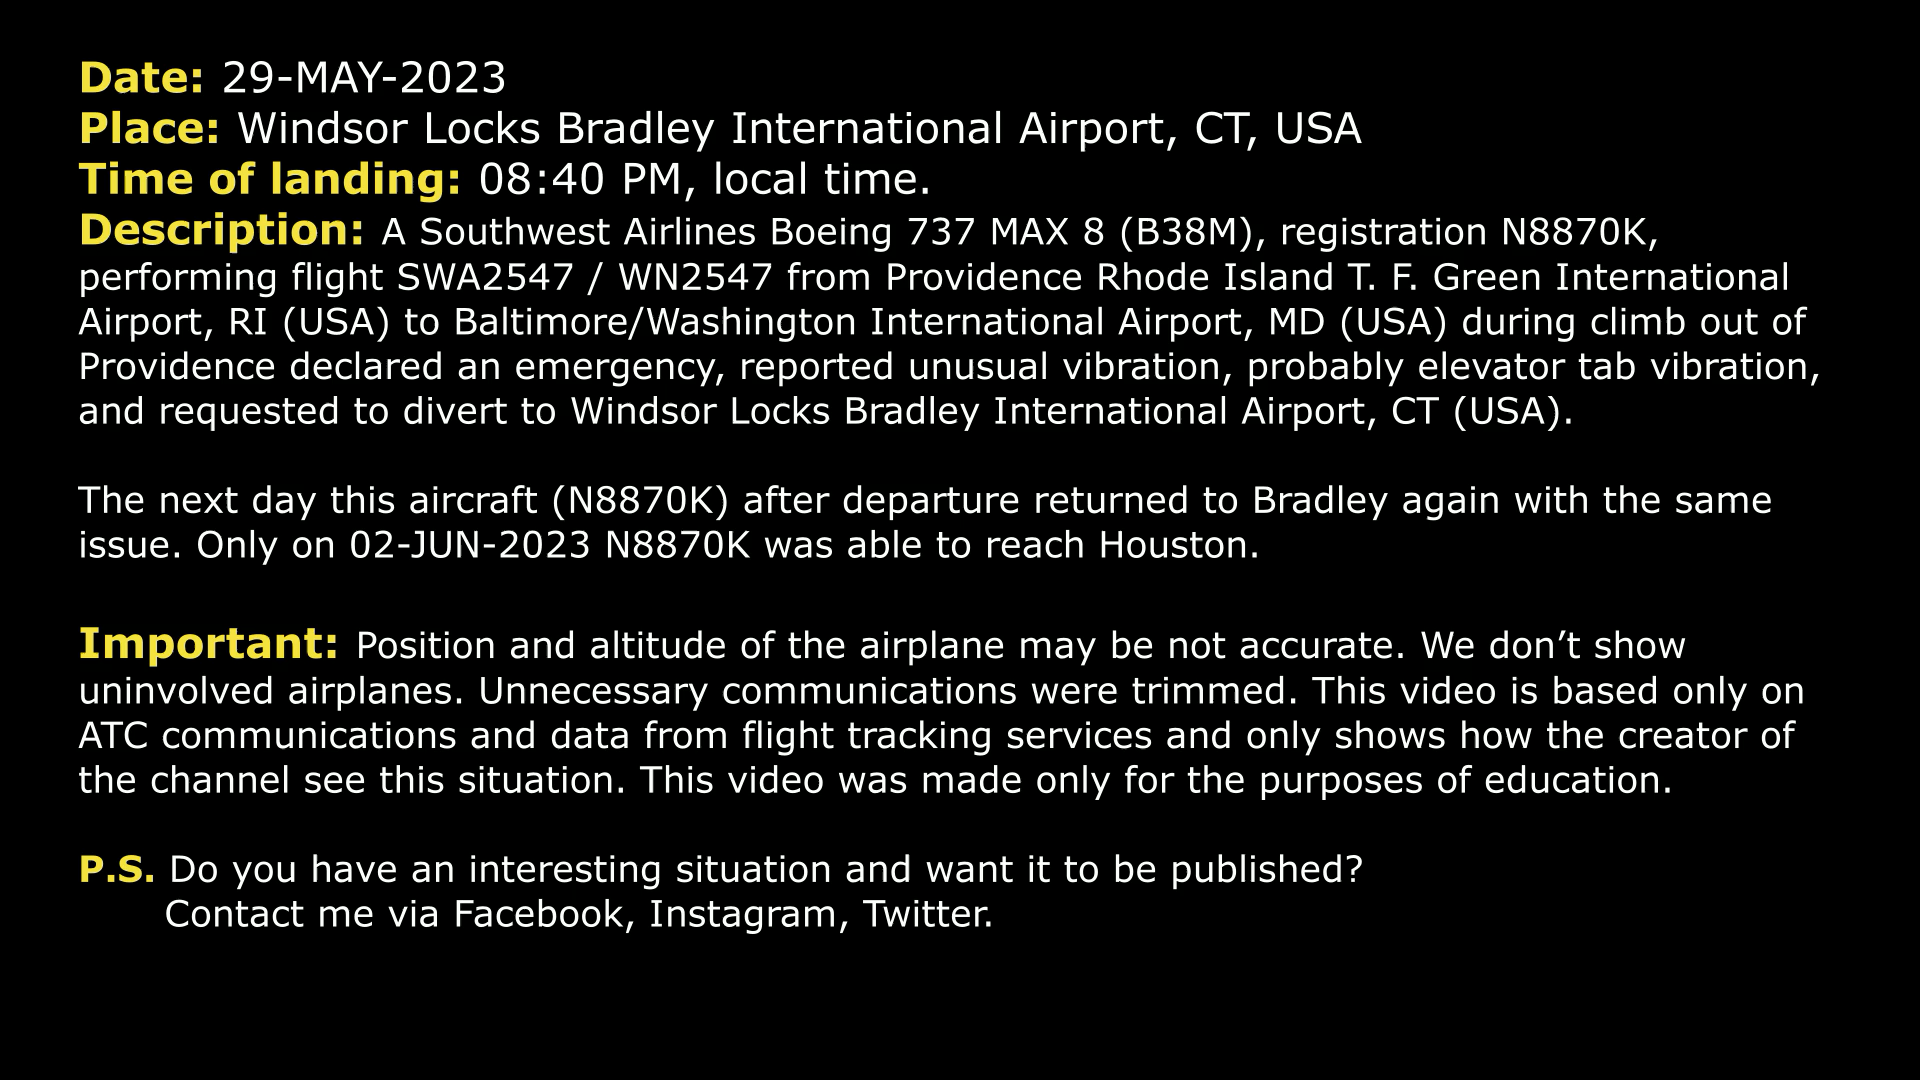 Date: 29-MAY-2023
Place: Windsor Locks Bradley International Airport, CT, USA
Time of landing: 08:40 PM, local time.
Description: A Southwest Airlines Boeing 737 MAX 8 (B38M), registration N8870K,
performing flight SWA2547 / WN2547 from Providence Rhode Island T. F. Green International
Airport, RI (USA) to Baltimore/Washington International Airport, MD (USA) during climb out of
Providence declared an emergency, reported unusual vibration, probably elevator tab vibration,
and requested to divert to Windsor Locks Bradley International Airport, CT (USA).
The next day this aircraft (N8870K) after departure returned to Bradley again with the same
issue. Only on 02-JUN-2023 N8870K was able to reach Houston.
Important: Position and altitude of the airplane may be not accurate. We don’t show
uninvolved airplanes. Unnecessary communications were trimmed. This video is based only on
ATC communications and data from flight tracking services and only shows how the creator of
the channel see this situation. This video was made only for the purposes of education.
P.S. Do you have an interesting situation and want it to be published?
Contact me via Facebook, Instagram, Twitter.